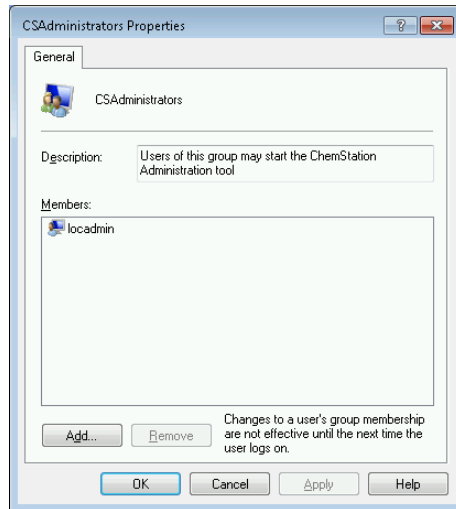 CSAdministrators Properties
?
General
CSAdministrators
Description:
Users of this group may start the ChemStation
Administration tool
Members:
locadmin
Changes to a user's group membership
are not effective until the next time the
user logs on.
Add...
Remove
OK
Cancel
Apply
Help